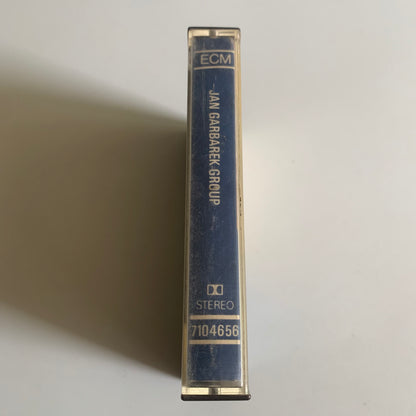 ECM
JAN GARBAREK GROUP
STEREO
7104656